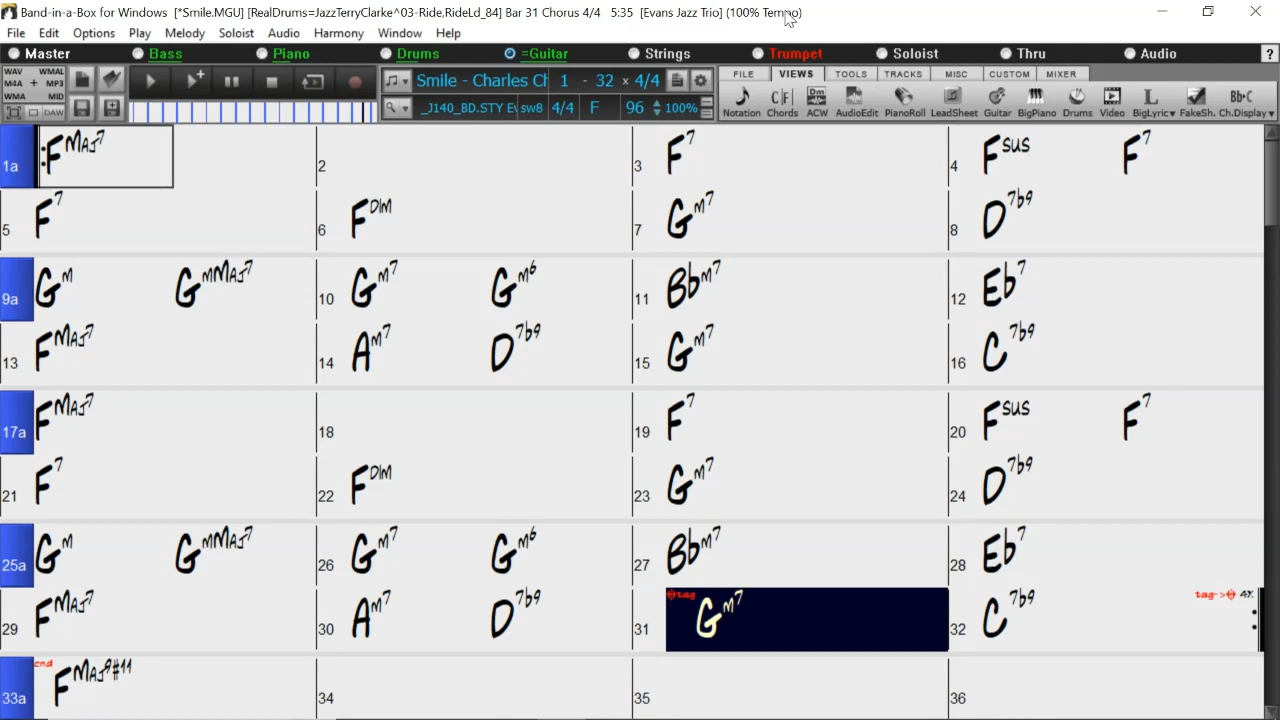 Band-in-a-Box for Windows [*Smile.MGU] [RealDrums=JazzTerryClarke^03-Ride,RideLd_84] Bar 31 Chorus 4/4 5:35 [Evans Jazz Trio] (100% Tempo)
File Edit Options Play Melody Soloist Audio Harmony Window Help
Master Bass Piano Drums =Guitar Strings Trumpet Soloist Thru Audio ?
WAV WMAL
M4A + MP3
WMA MID
DAW
Smile - Charles Ch 1 - 32 x 4/4
_J140_BD.STY Ev sw8 4/4 F 96 100%
FILE VIEWS TOOLS TRACKS MISC CUSTOM MIXER
Notation Chords ACW AudioEdit PianoRoll LeadSheet Guitar BigPiano Drums Video BigLyric FakeSh. Ch.Display
1a FMAJ7 2 3 F7 4 Fsus F7
5 F7 6 FDIM 7 Gm7 8 D7b9
9a Gm GmMAJ7 10 Gm7 Gm6 11 Bbm7 12 Eb7
13 FMAJ7 14 Am7 D7b9 15 Gm7 16 C7b9
17a FMAJ7 18 19 F7 20 Fsus F7
21 F7 22 FDIM 23 Gm7 24 D7b9
25a Gm GmMAJ7 26 Gm7 Gm6 27 Bbm7 28 Eb7
29 FMAJ7 30 Am7 D7b9 31 tag Gm7 32 C7b9 tag-> 4x
33a end FMAJ9#11 34 35 36